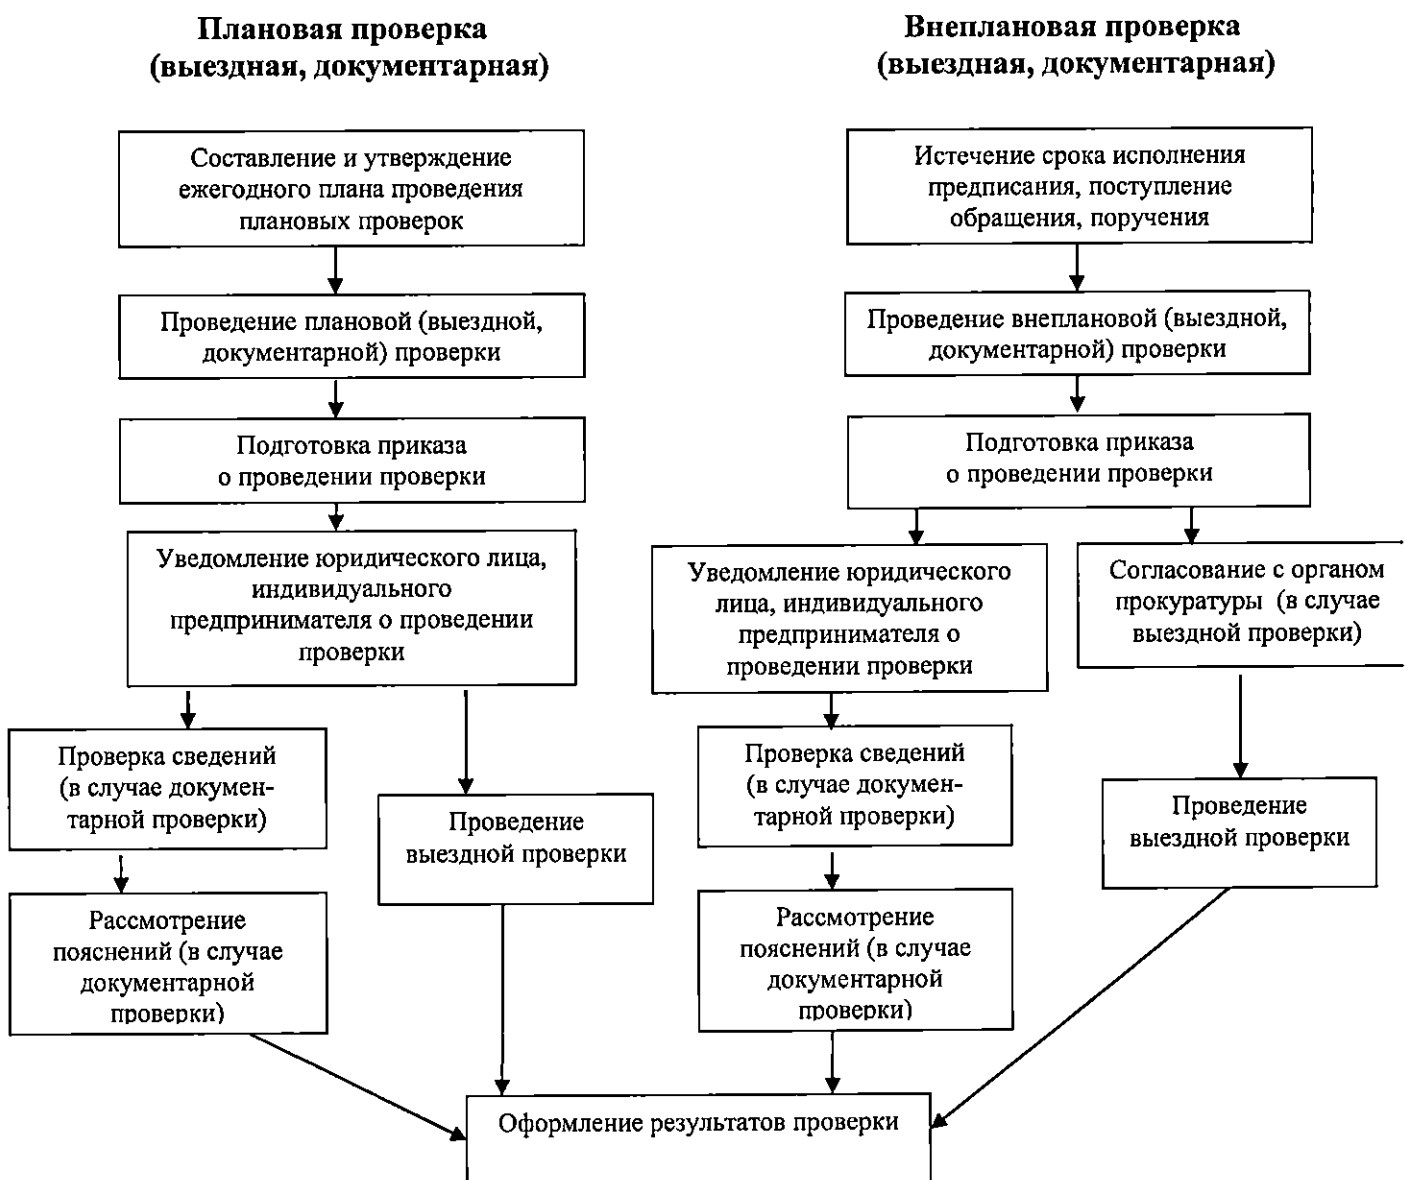 Плановая проверка
(выездная, документарная)
Составление и утверждение
ежегодного плана проведения
плановых проверок
Проведение плановой (выездной,
документарной) проверки
Подготовка приказа
о проведении проверки
Уведомление юридического лица,
индивидуального
предпринимателя о проведении
проверки
Проверка сведений
(в случае докумен-
тарной проверки)
Проведение
выездной проверки
Рассмотрение
пояснений (в случае
документарной
проверки)
Внеплановая проверка
(выездная, документарная)
Истечение срока исполнения
предписания, поступление
обращения, поручения
Проведение внеплановой (выездной,
документарной) проверки
Подготовка приказа
о проведении проверки
Уведомление юридического
лица, индивидуального
предпринимателя о
проведении проверки
Согласование с органом
прокуратуры (в случае
выездной проверки)
Проверка сведений
(в случае докумен-
тарной проверки)
Проведение
выездной проверки
Рассмотрение
пояснений (в случае
документарной
проверки)
Оформление результатов проверки